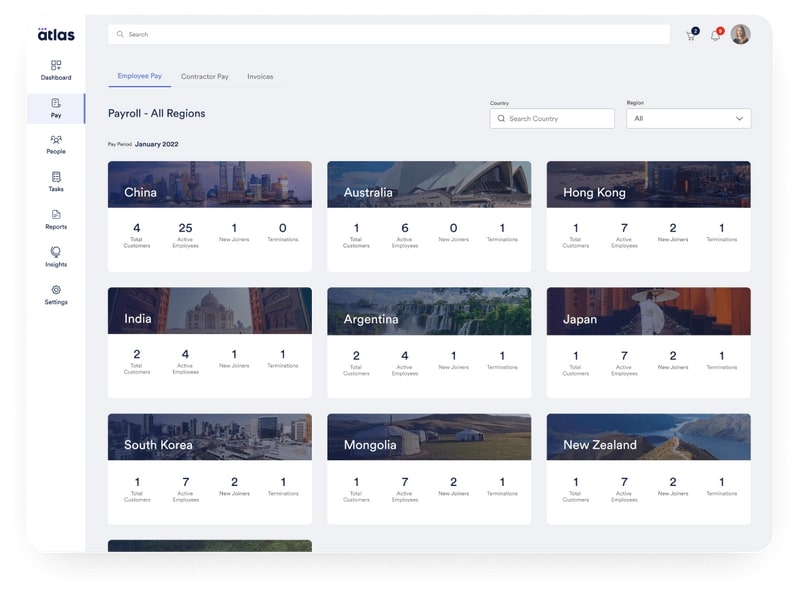 atlas
Search
2
9
Dashboard
Pay
People
Tasks
Reports
Insights
Settings
Employee Pay
Contractor Pay
Invoices
Payroll - All Regions
Country
Search Country
Region
All
Pay Period January 2022
China
4 25 1 0
Total Customers Active Employees New Joiners Terminations
Australia
1 6 0 1
Total Customers Active Employees New Joiners Terminations
Hong Kong
1 7 2 1
Total Customers Active Employees New Joiners Terminations
India
2 4 1 1
Total Customers Active Employees New Joiners Terminations
Argentina
2 4 1 1
Total Customers Active Employees New Joiners Terminations
Japan
1 7 2 1
Total Customers Active Employees New Joiners Terminations
South Korea
1 7 2 1
Total Customers Active Employees New Joiners Terminations
Mongolia
1 7 2 1
Total Customers Active Employees New Joiners Terminations
New Zealand
1 7 2 1
Total Customers Active Employees New Joiners Terminations